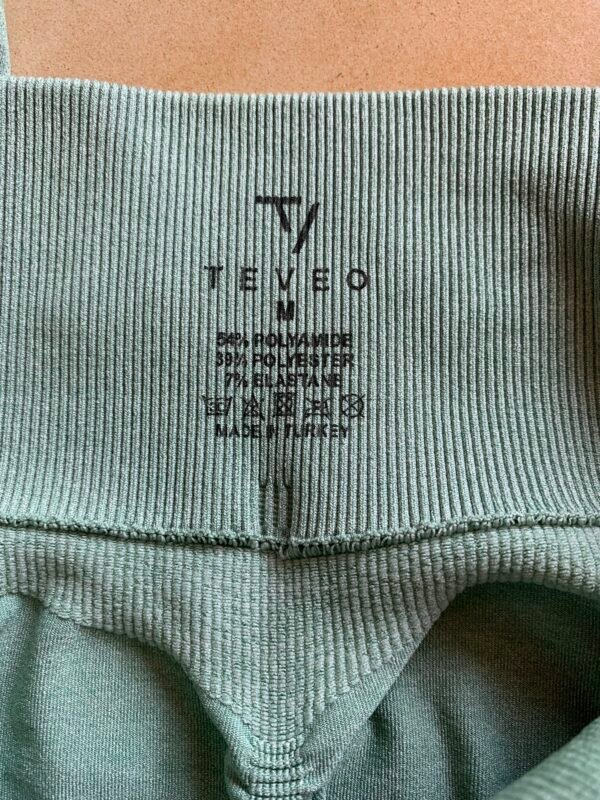 TEVEO
M
54% POLYAMIDE
39% POLYESTER
7% ELASTANE
MADE IN TURKEY